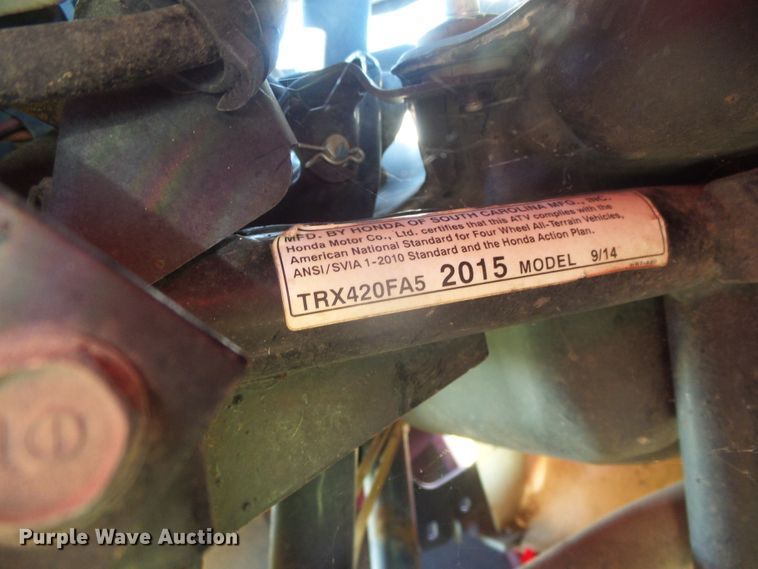 MFD. BY HONDA OF SOUTH CAROLINA MFG., INC.
Honda Motor Co., Ltd. certifies that this ATV complies with the
American National Standard for Four Wheel All-Terrain Vehicles,
ANSI/SVIA 1-2010 Standard and the Honda Action Plan.
TRX420FA5 2015 MODEL 9/14
Purple Wave Auction